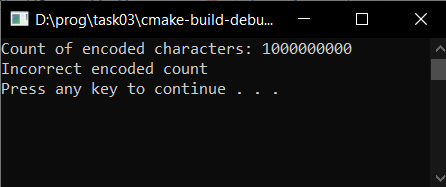 D:\prog\task03\cmake-build-debu...
Count of encoded characters: 1000000000
Incorrect encoded count
Press any key to continue . . .